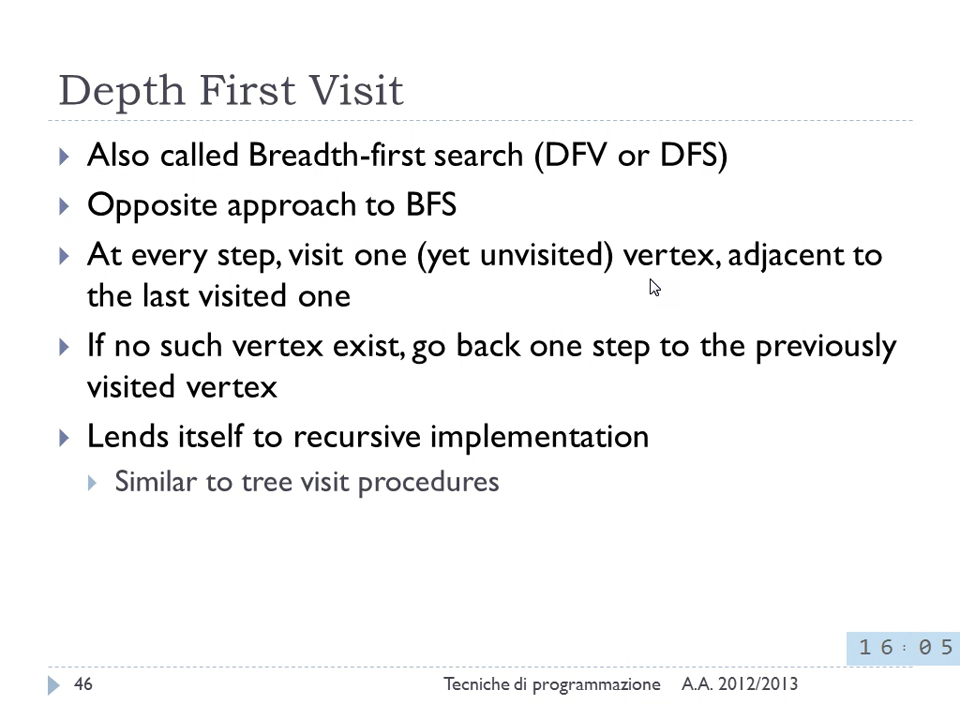 Depth First Visit
Also called Breadth-first search (DFV or DFS)
Opposite approach to BFS
At every step, visit one (yet unvisited) vertex, adjacent to
the last visited one
If no such vertex exist, go back one step to the previously
visited vertex
Lends itself to recursive implementation
Similar to tree visit procedures
16:05
46 Tecniche di programmazione A.A. 2012/2013